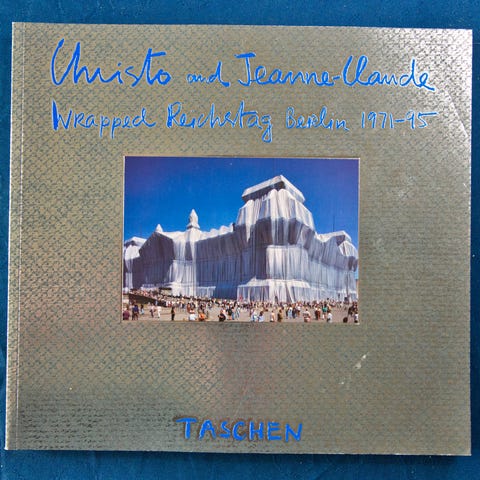 Christo and Jeanne-Claude
Wrapped Reichstag Berlin 1971-95
TASCHEN